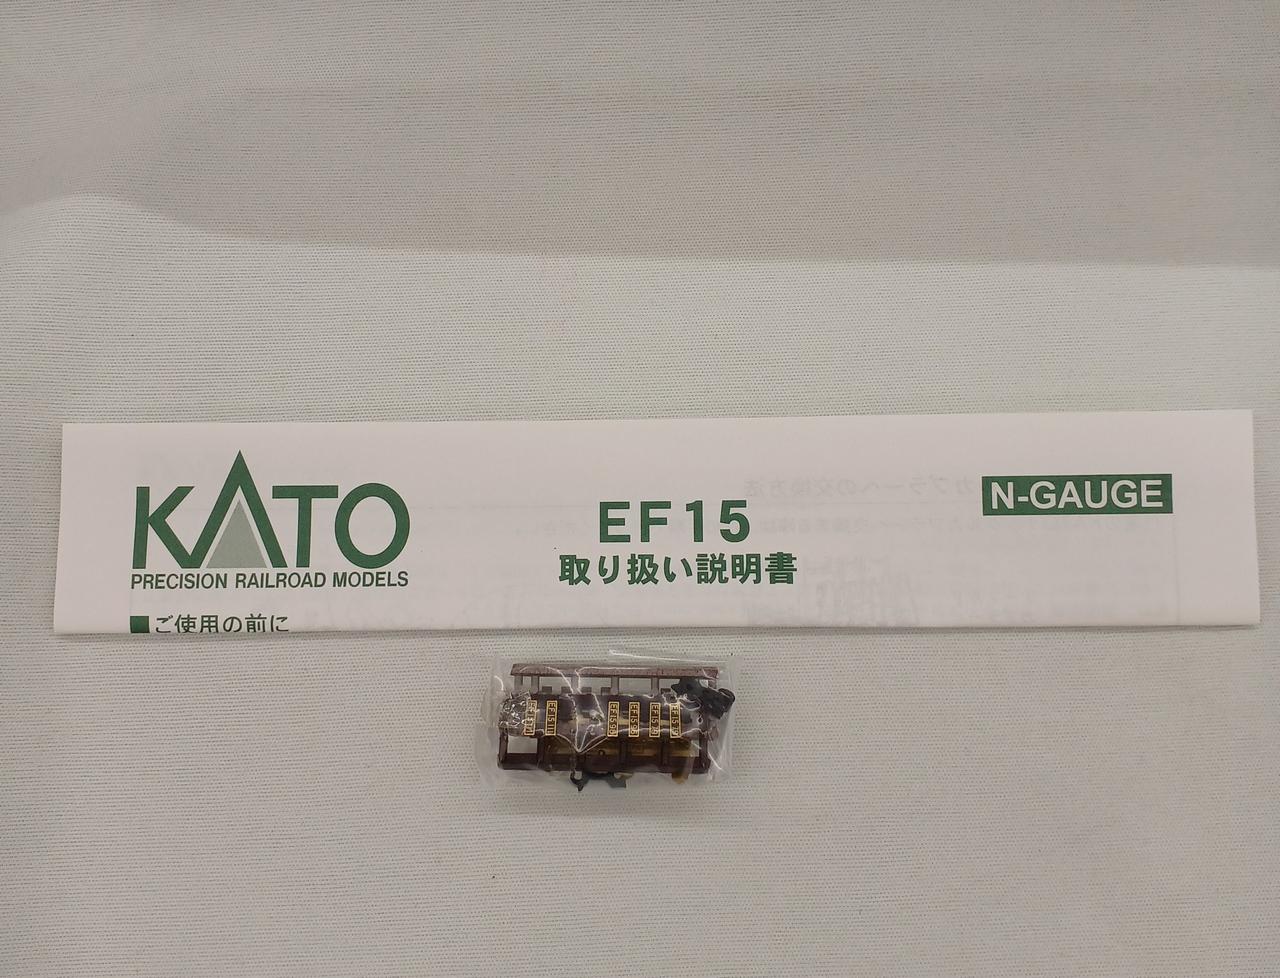 KATO
PRECISION RAILROAD MODELS
EF15
取り扱い説明書
N-GAUGE
■ご使用の前に